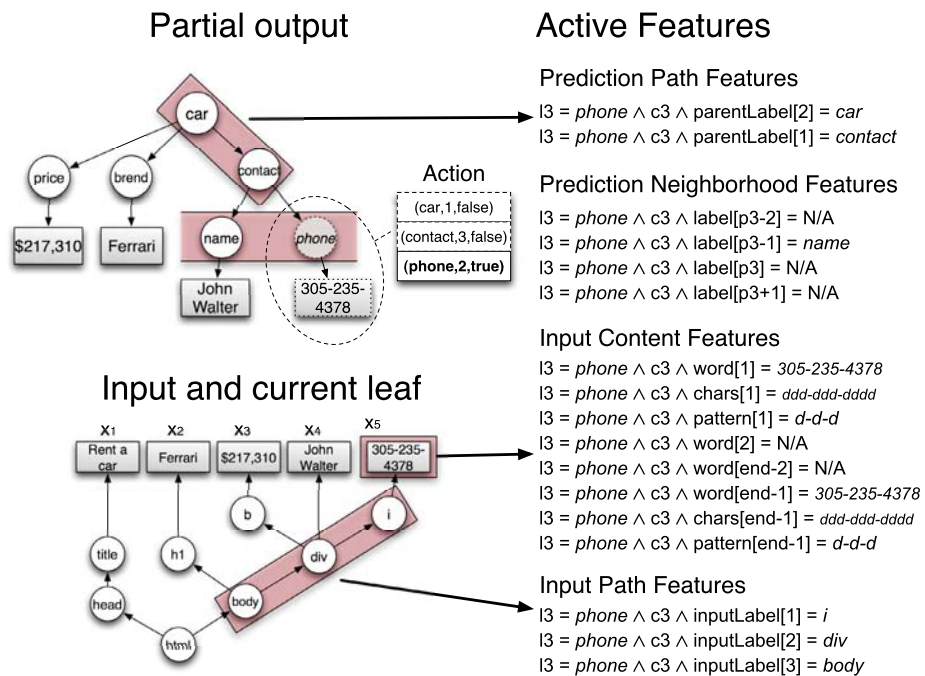 Partial output
car
price
brend
contact
$217,310
Ferrari
name
phone
John
Walter
305-235-
4378
Action
(car,1,false)
(contact,3,false)
(phone,2,true)
Input and current leaf
x1
x2
x3
x4
x5
Rent a
car
Ferrari
$217,310
John
Walter
305-235-
4378
b
i
title
h1
div
head
body
html
Active Features
Prediction Path Features
l3 = phone ∧ c3 ∧ parentLabel[2] = car
l3 = phone ∧ c3 ∧ parentLabel[1] = contact
Prediction Neighborhood Features
l3 = phone ∧ c3 ∧ label[p3-2] = N/A
l3 = phone ∧ c3 ∧ label[p3-1] = name
l3 = phone ∧ c3 ∧ label[p3] = N/A
l3 = phone ∧ c3 ∧ label[p3+1] = N/A
Input Content Features
l3 = phone ∧ c3 ∧ word[1] = 305-235-4378
l3 = phone ∧ c3 ∧ chars[1] = ddd-ddd-dddd
l3 = phone ∧ c3 ∧ pattern[1] = d-d-d
l3 = phone ∧ c3 ∧ word[2] = N/A
l3 = phone ∧ c3 ∧ word[end-2] = N/A
l3 = phone ∧ c3 ∧ word[end-1] = 305-235-4378
l3 = phone ∧ c3 ∧ chars[end-1] = ddd-ddd-dddd
l3 = phone ∧ c3 ∧ pattern[end-1] = d-d-d
Input Path Features
l3 = phone ∧ c3 ∧ inputLabel[1] = i
l3 = phone ∧ c3 ∧ inputLabel[2] = div
l3 = phone ∧ c3 ∧ inputLabel[3] = body